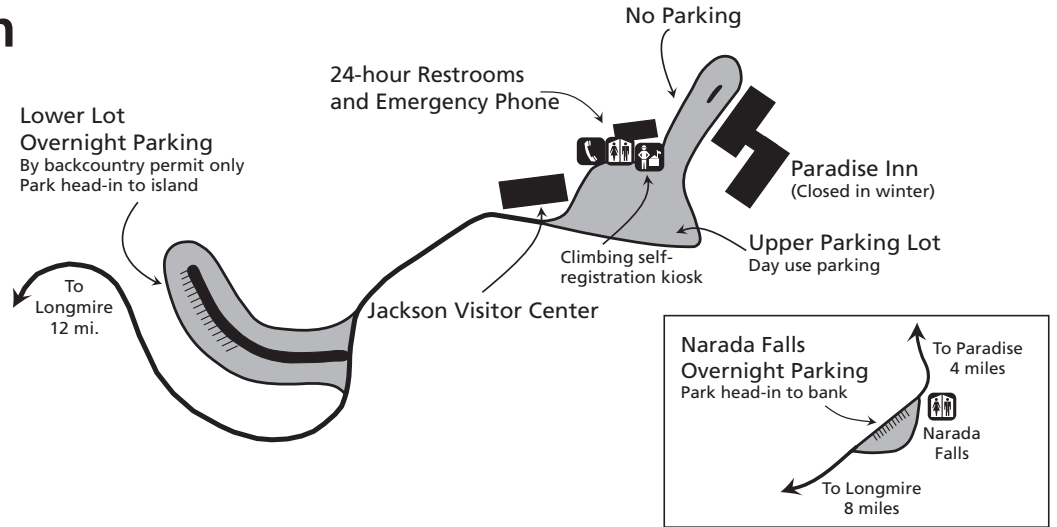 n
No Parking
24-hour Restrooms
and Emergency Phone
Lower Lot
Overnight Parking
By backcountry permit only
Park head-in to island
Paradise Inn
(Closed in winter)
Upper Parking Lot
Day use parking
Climbing self-
registration kiosk
To
Longmire
12 mi.
Jackson Visitor Center
Narada Falls
Overnight Parking
Park head-in to bank
To Paradise
4 miles
Narada
Falls
To Longmire
8 miles